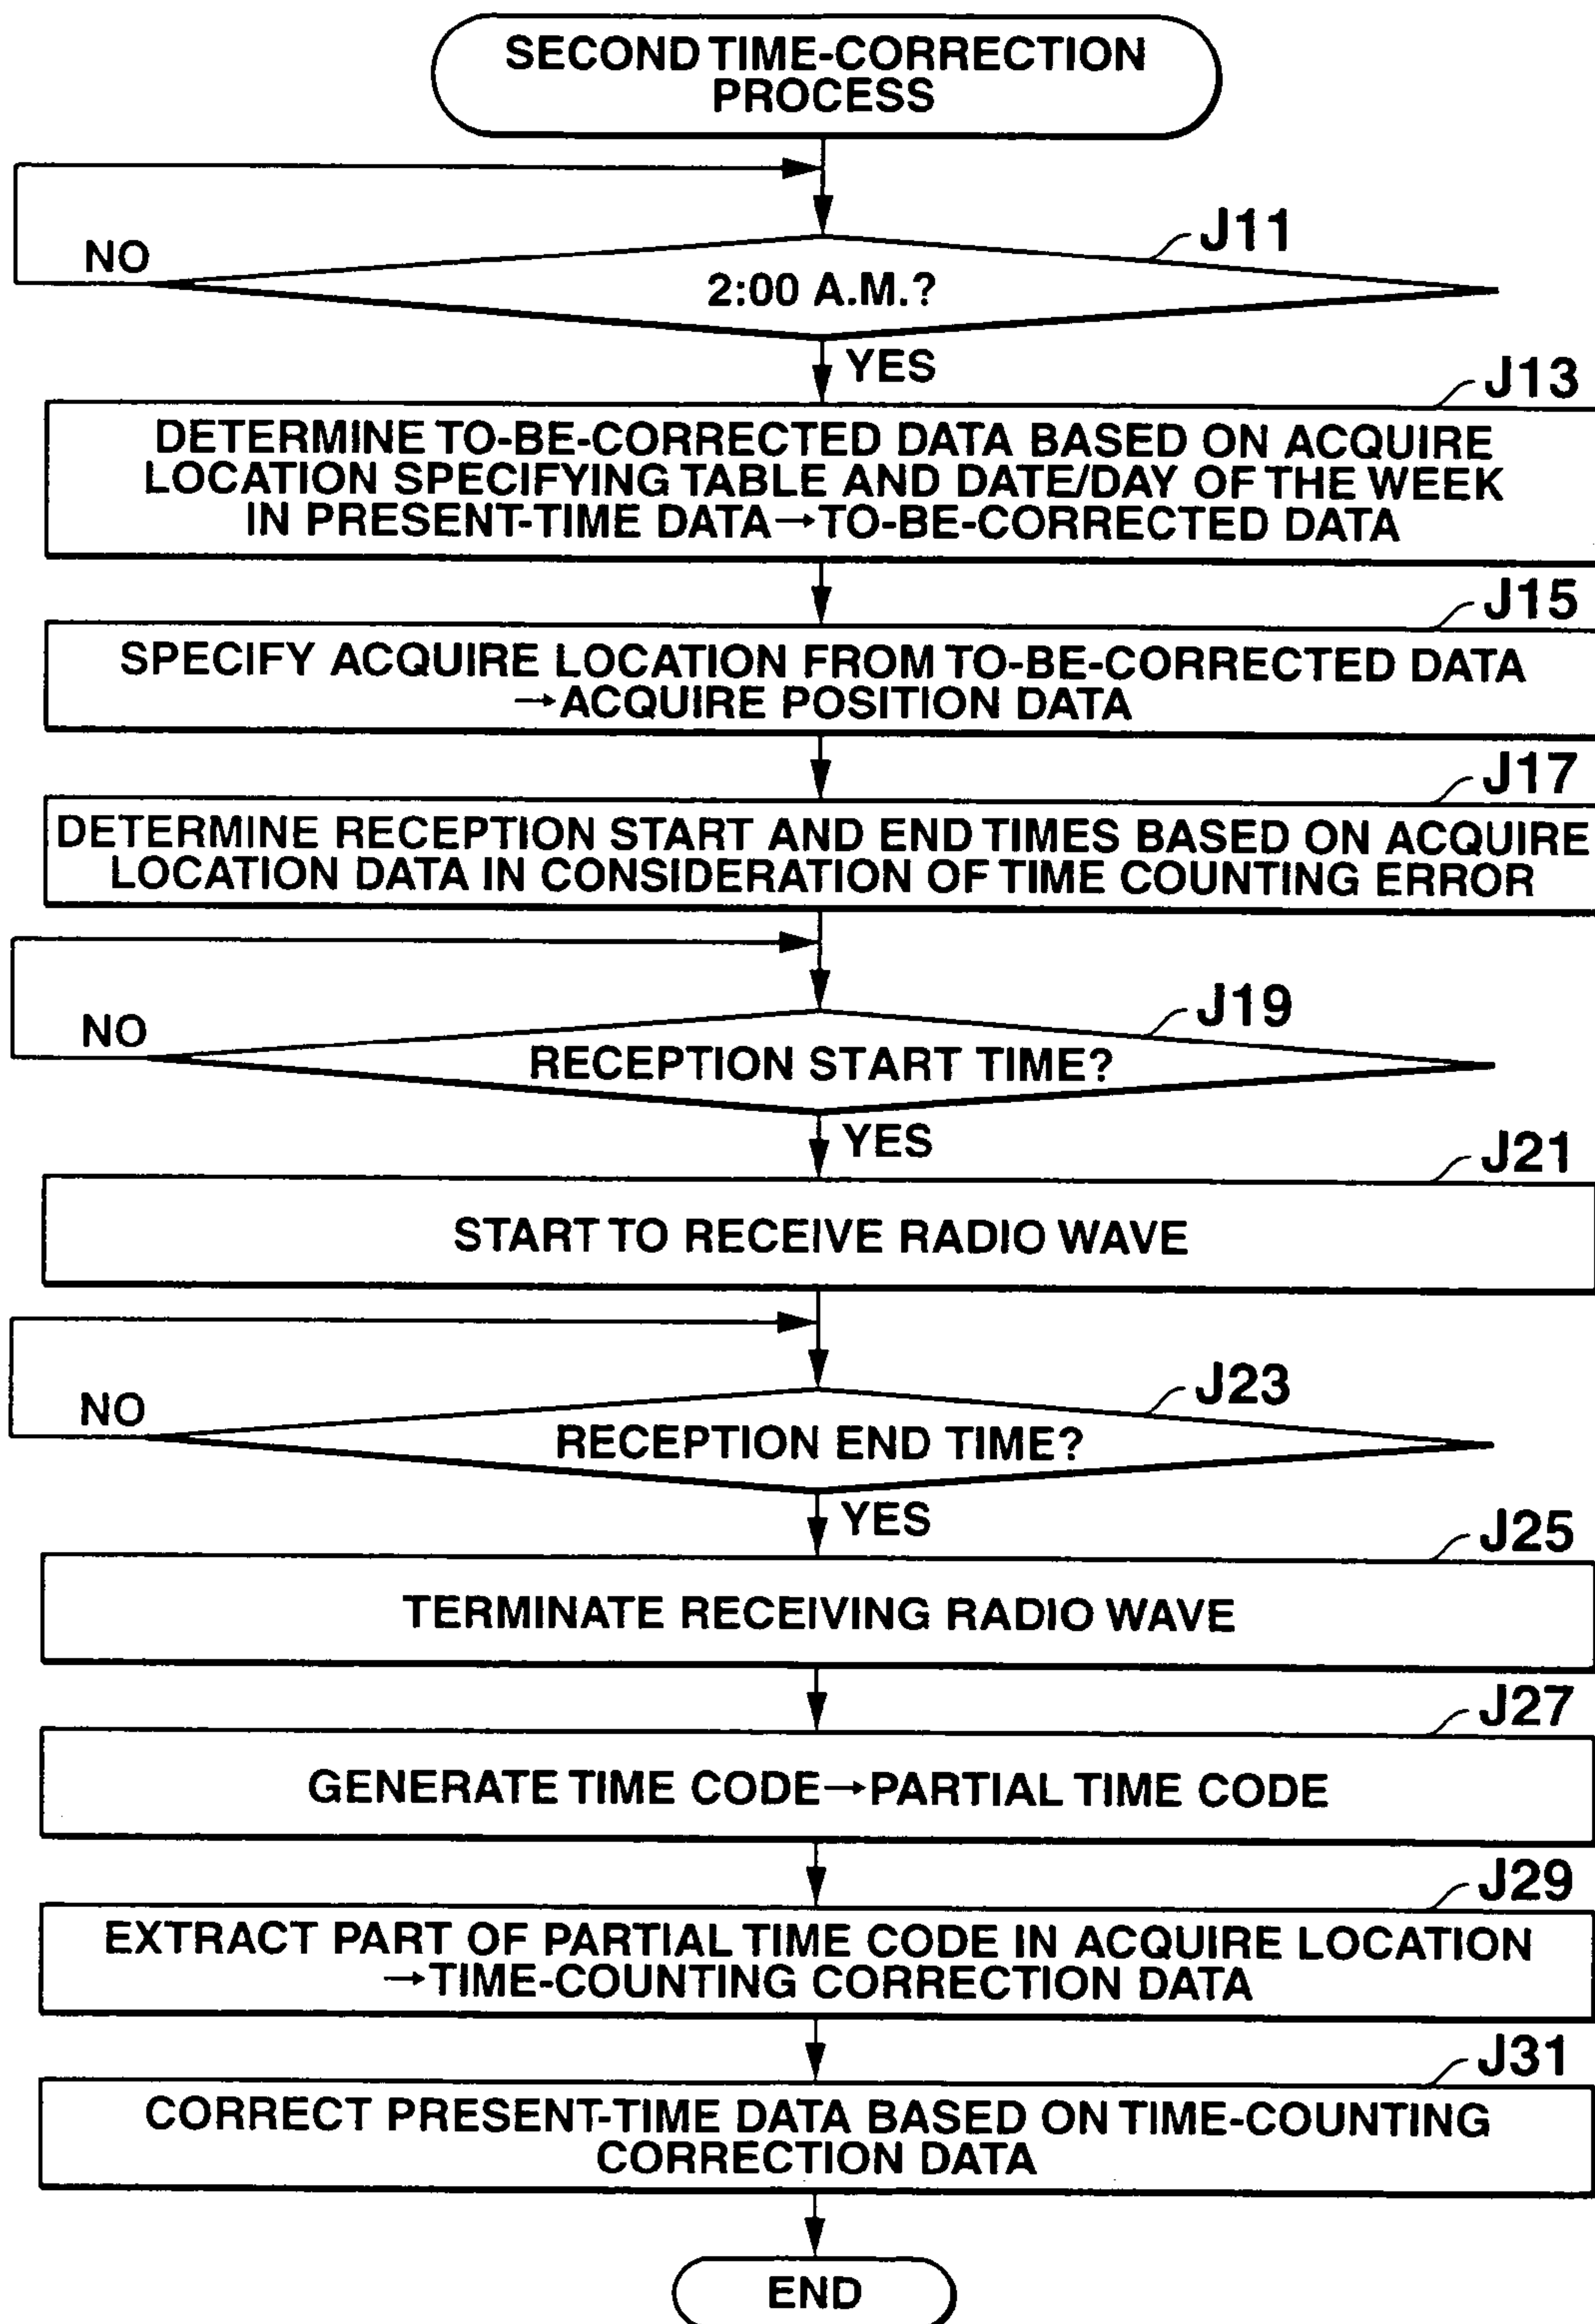 SECOND TIME-CORRECTION
PROCESS
J11
NO
2:00 A.M.?
YES
J13
DETERMINE TO-BE-CORRECTED DATA BASED ON ACQUIRE
LOCATION SPECIFYING TABLE AND DATE/DAY OF THE WEEK
IN PRESENT-TIME DATA→TO-BE-CORRECTED DATA
J15
SPECIFY ACQUIRE LOCATION FROM TO-BE-CORRECTED DATA
→ACQUIRE POSITION DATA
J17
DETERMINE RECEPTION START AND END TIMES BASED ON ACQUIRE
LOCATION DATA IN CONSIDERATION OF TIME COUNTING ERROR
J19
NO
RECEPTION START TIME?
YES
J21
START TO RECEIVE RADIO WAVE
J23
NO
RECEPTION END TIME?
YES
J25
TERMINATE RECEIVING RADIO WAVE
J27
GENERATE TIME CODE→PARTIAL TIME CODE
J29
EXTRACT PART OF PARTIAL TIME CODE IN ACQUIRE LOCATION
→TIME-COUNTING CORRECTION DATA
J31
CORRECT PRESENT-TIME DATA BASED ON TIME-COUNTING
CORRECTION DATA
END